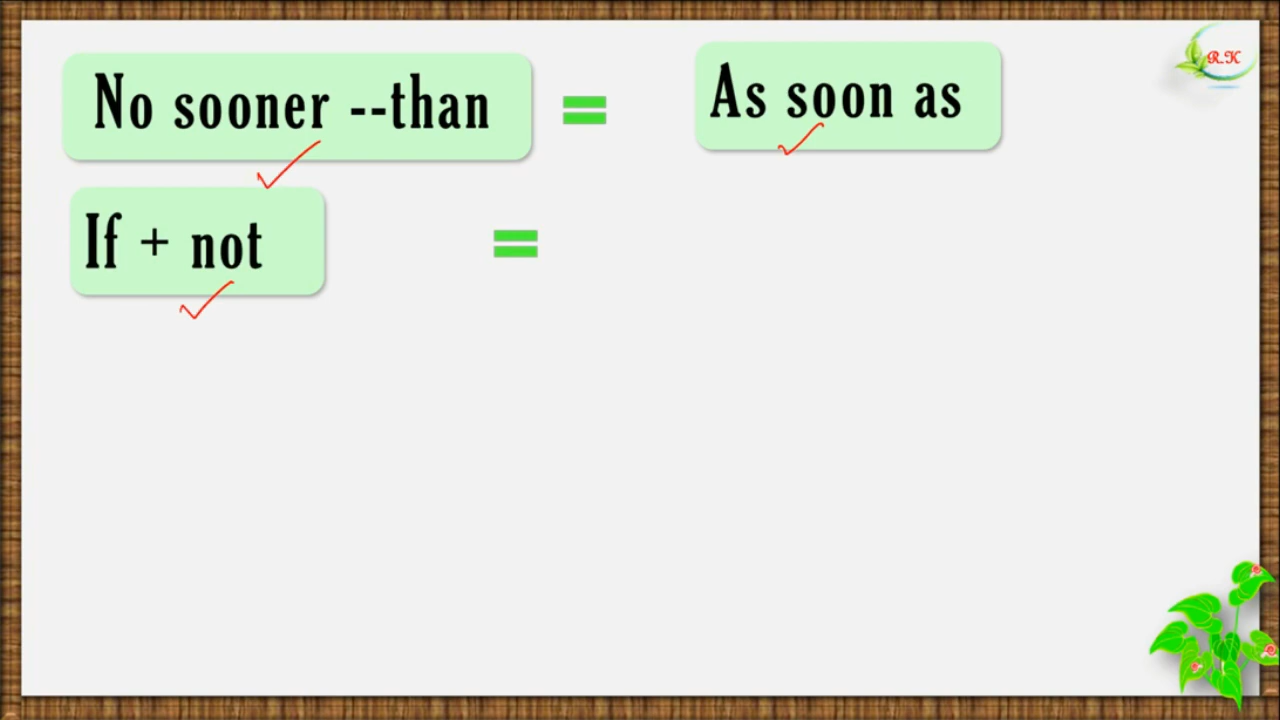 No sooner --than = As soon as
R.K
If + not =